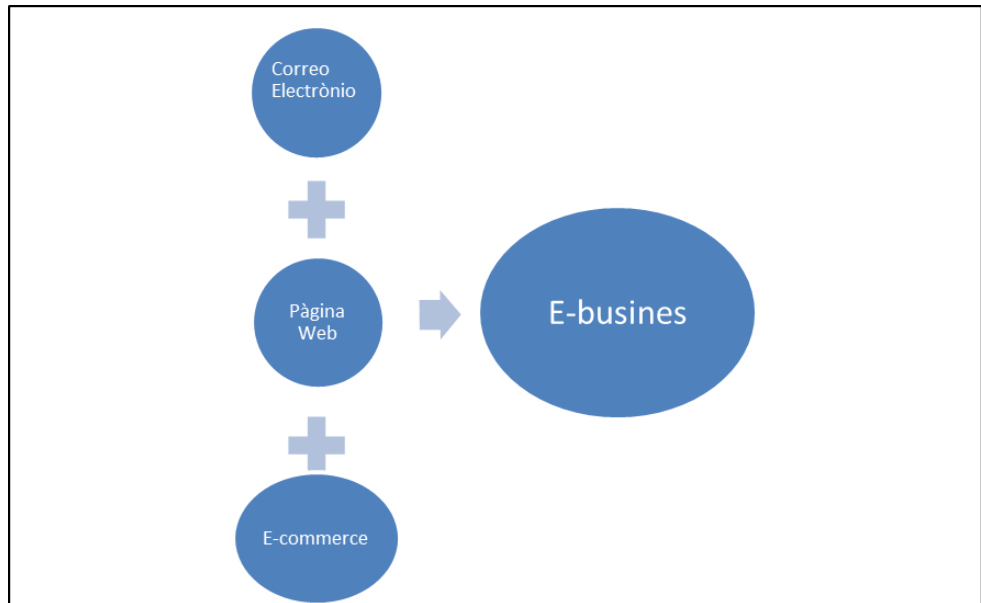 Correo
Electrònio
Pàgina
Web
E-busines
E-commerce